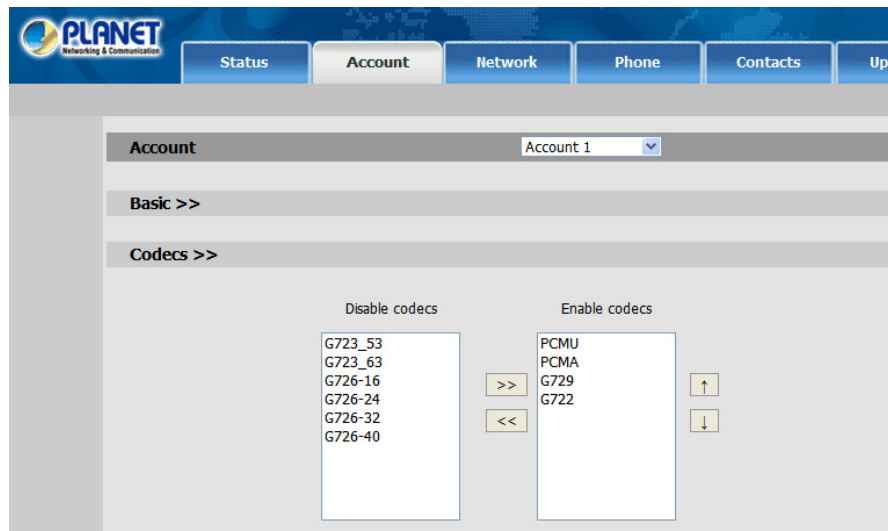 PLANET
Networking & Communication
Status Account Network Phone Contacts Up
Account Account 1
Basic >>
Codecs >>
Disable codecs Enable codecs
G723_53
G723_63
G726-16
G726-24
G726-32
G726-40
>>
<<
PCMU
PCMA
G729
G722
↑
↓